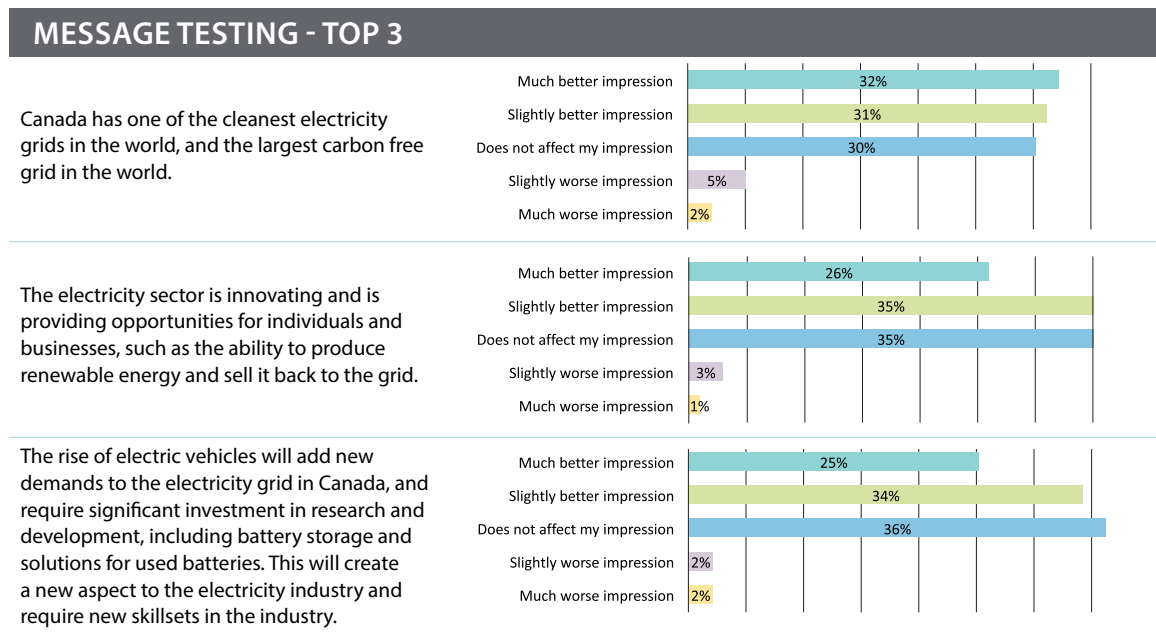 MESSAGE TESTING - TOP 3
Canada has one of the cleanest electricity
grids in the world, and the largest carbon free
grid in the world.
Much better impression 32%
Slightly better impression 31%
Does not affect my impression 30%
Slightly worse impression 5%
Much worse impression 2%
The electricity sector is innovating and is
providing opportunities for individuals and
businesses, such as the ability to produce
renewable energy and sell it back to the grid.
Much better impression 26%
Slightly better impression 35%
Does not affect my impression 35%
Slightly worse impression 3%
Much worse impression 1%
The rise of electric vehicles will add new
demands to the electricity grid in Canada, and
require significant investment in research and
development, including battery storage and
solutions for used batteries. This will create
a new aspect to the electricity industry and
require new skillsets in the industry.
Much better impression 25%
Slightly better impression 34%
Does not affect my impression 36%
Slightly worse impression 2%
Much worse impression 2%